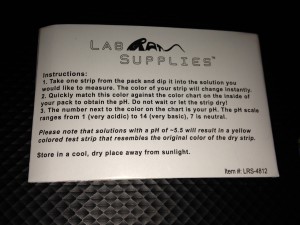 LAB RAT
SUPPLIES™
Instructions:
1. Take one strip from the pack and dip it into the solution you
would like to measure. The color of your strip will change instantly.
2. Quickly match this color against the color chart on the inside of
your pack to obtain the pH. Do not wait or let the strip dry!
3. The number next to the color on the chart is your pH. The pH scale
ranges from 1 (very acidic) to 14 (very basic), 7 is neutral.
Please note that solutions with a pH of ~5.5 will result in a yellow
colored test strip that resembles the original color of the dry strip.
Store in a cool, dry place away from sunlight.
Item #: LRS-4812